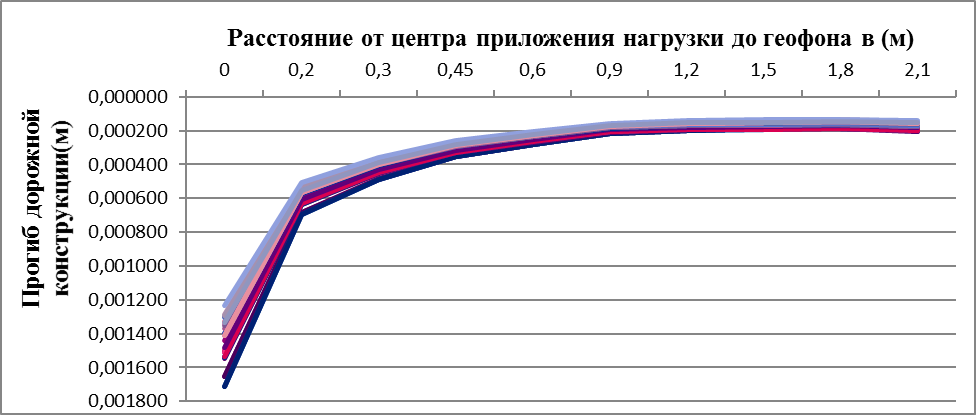 Расстояние от центра приложения нагрузки до геофона в (м)
0 0,2 0,3 0,45 0,6 0,9 1,2 1,5 1,8 2,1
Прогиб дорожной
конструкции(м)
0,000000
0,000200
0,000400
0,000600
0,000800
0,001000
0,001200
0,001400
0,001600
0,001800